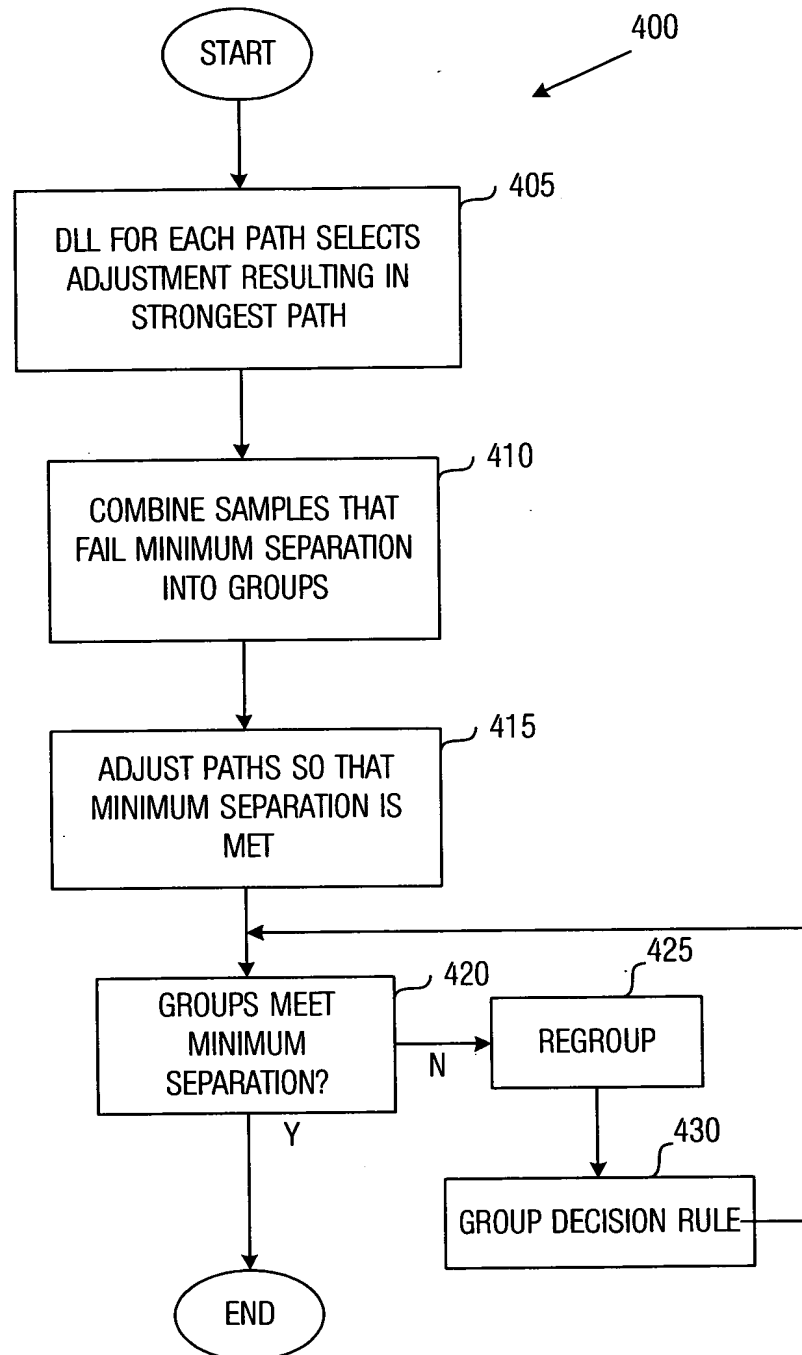 START
400
405
DLL FOR EACH PATH SELECTS
ADJUSTMENT RESULTING IN
STRONGEST PATH
410
COMBINE SAMPLES THAT
FAIL MINIMUM SEPARATION
INTO GROUPS
415
ADJUST PATHS SO THAT
MINIMUM SEPARATION IS
MET
420
GROUPS MEET
MINIMUM
SEPARATION?
N
Y
425
REGROUP
430
GROUP DECISION RULE
END